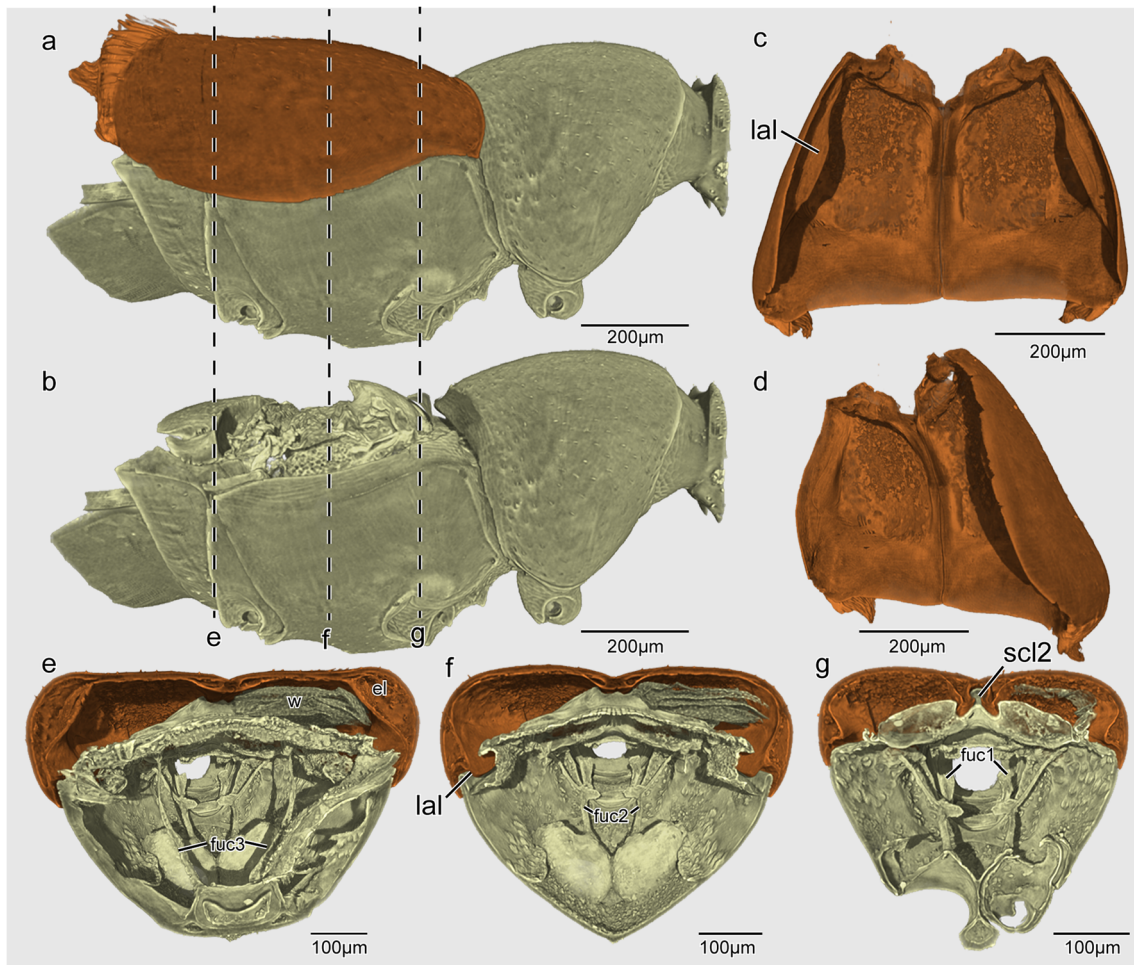 a
c
lal
200μm
200μm
b
d
200μm
200μm
e
f
g
e
w
el
fuc3
100μm
f
lal
fuc2
100μm
g
scl2
fuc1
100μm